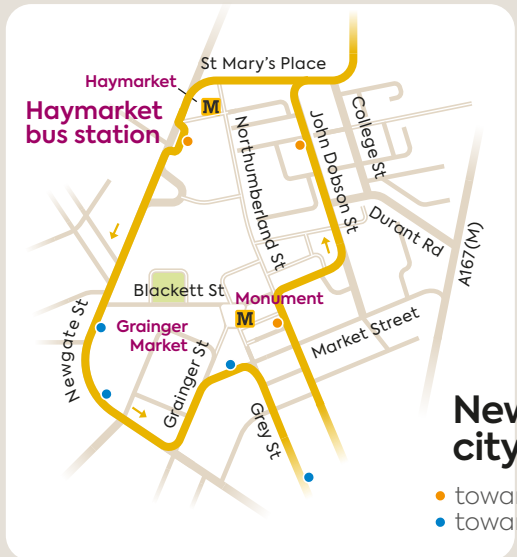 St Mary's Place
Haymarket
M
Haymarket
bus station
Northumberland St
John Dobson St
College St
Durant Rd
A167(M)
Blackett St
Monument
M
Newgate St
Grainger
Market
Grainger St
Market Street
Grey St
New
city
towa
towa